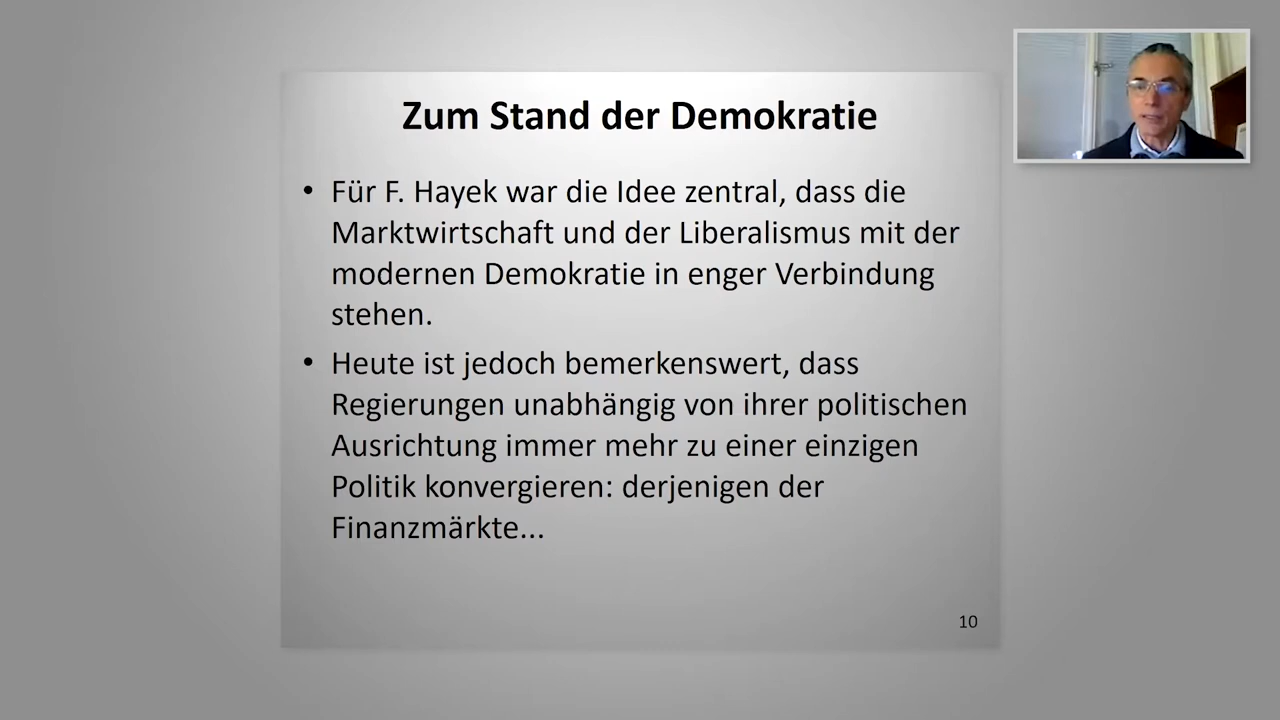 Zum Stand der Demokratie
• Für F. Hayek war die Idee zentral, dass die
Marktwirtschaft und der Liberalismus mit der
modernen Demokratie in enger Verbindung
stehen.
• Heute ist jedoch bemerkenswert, dass
Regierungen unabhängig von ihrer politischen
Ausrichtung immer mehr zu einer einzigen
Politik konvergieren: derjenigen der
Finanzmärkte...
10